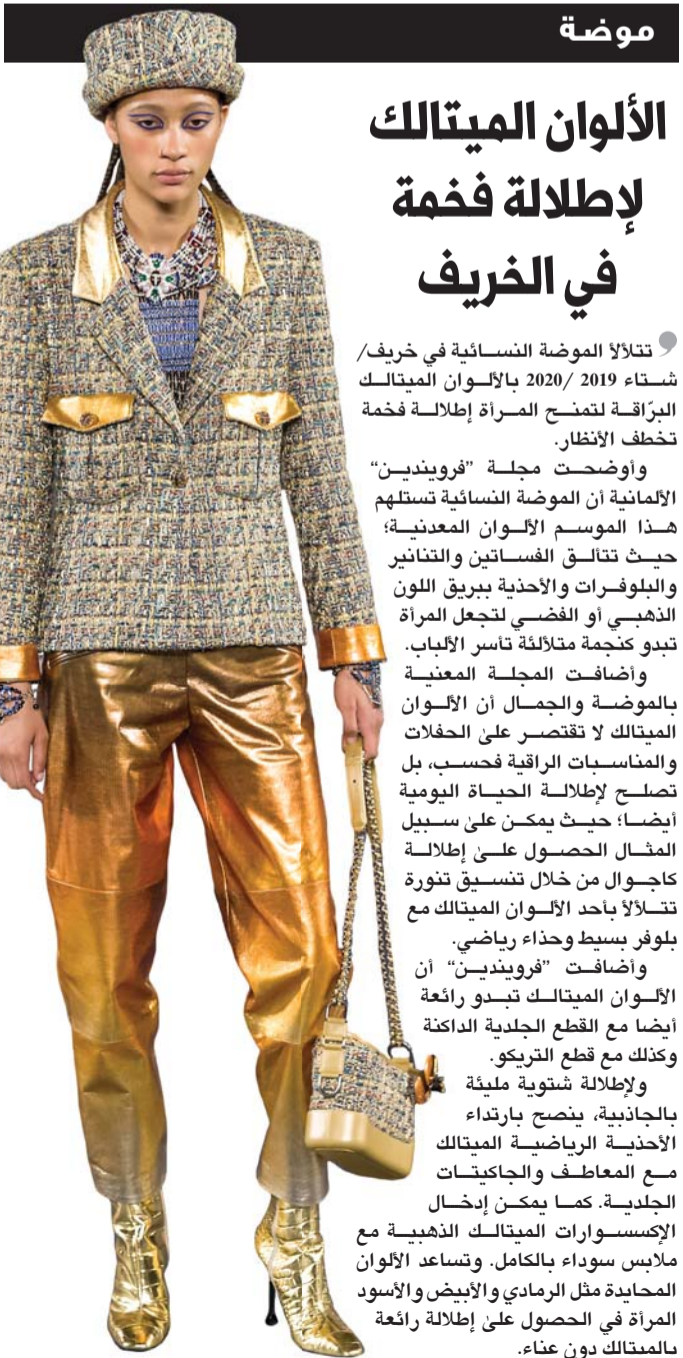 موضة
الألوان الميتالك
لإطلالة فخمة
في الخريف
تتلألأ الموضة النسائية في خريف/
شتاء 2019 /2020 بالألوان الميتالك
البرّاقة لتمنح المرأة إطلالة فخمة
تخطف الأنظار.
وأوضحت مجلة ”فرويندين“
الألمانية أن الموضة النسائية تستلهم
هذا الموسم الألوان المعدنية؛
حيث تتألق الفساتين والتنانير
والبلوفرات والأحذية ببريق اللون
الذهبي أو الفضي لتجعل المرأة
تبدو كنجمة متلألئة تأسر الألباب.
وأضافت المجلة المعنية
بالموضة والجمال أن الألوان
الميتالك لا تقتصر على الحفلات
والمناسبات الراقية فحسب، بل
تصلح لإطلالة الحياة اليومية
أيضا؛ حيث يمكن على سبيل
المثال الحصول على إطلالة
كاجوال من خلال تنسيق تنورة
تتلألأ بأحد الألوان الميتالك مع
بلوفر بسيط وحذاء رياضي.
وأضافت ”فرويندين“ أن
الألوان الميتالك تبدو رائعة
أيضا مع القطع الجلدية الداكنة
وكذلك مع قطع التريكو.
ولإطلالة شتوية مليئة
بالجاذبية، ينصح بارتداء
الأحذية الرياضية الميتالك
مع المعاطف والجاكيتات
الجلدية. كما يمكن إدخال
الإكسسوارات الميتالك الذهبية مع
ملابس سوداء بالكامل. وتساعد الألوان
المحايدة مثل الرمادي والأبيض والأسود
المرأة في الحصول على إطلالة رائعة
بالميتالك دون عناء.